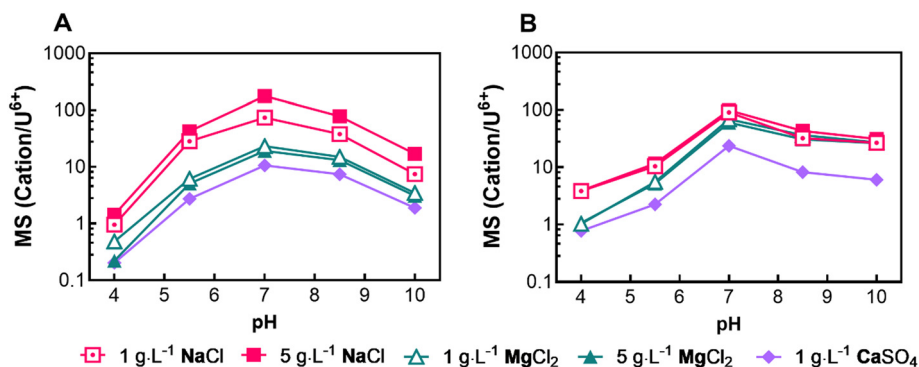 A
B
MS (Cation/U⁶⁺)
1000
100
10
1
0.1
4 5 6 7 8 9 10
pH
MS (Cation/U⁶⁺)
1000
100
10
1
0.1
4 5 6 7 8 9 10
pH
1 g·L⁻¹ NaCl 5 g·L⁻¹ NaCl 1 g·L⁻¹ MgCl₂ 5 g·L⁻¹ MgCl₂ 1 g·L⁻¹ CaSO₄